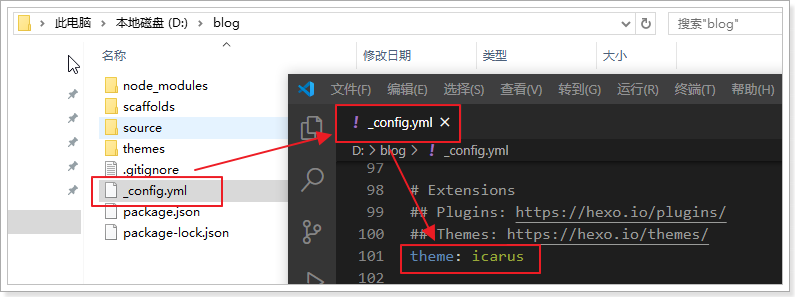 此电脑 > 本地磁盘 (D:) > blog
搜索"blog"
名称 修改日期 类型 大小
node_modules
scaffolds
source
themes
.gitignore
_config.yml
package.json
package-lock.json
文件(F) 编辑(E) 选择(S) 查看(V) 转到(G) 运行(R) 终端(T) 帮助(H)
! _config.yml ×
D: > blog > ! _config.yml
97
98 # Extensions
99 ## Plugins: https://hexo.io/plugins/
100 ## Themes: https://hexo.io/themes/
101 theme: icarus